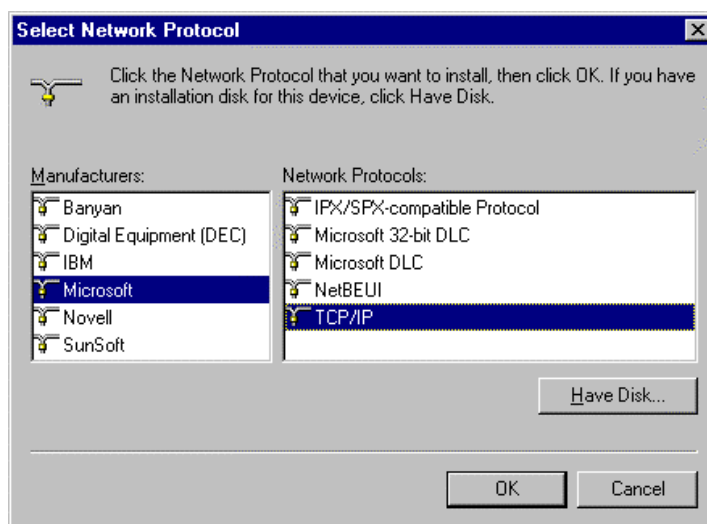 Select Network Protocol
Click the Network Protocol that you want to install, then click OK. If you have
an installation disk for this device, click Have Disk.
Manufacturers:
Banyan
Digital Equipment (DEC)
IBM
Microsoft
Novell
SunSoft
Network Protocols:
IPX/SPX-compatible Protocol
Microsoft 32-bit DLC
Microsoft DLC
NetBEUI
TCP/IP
Have Disk...
OK
Cancel